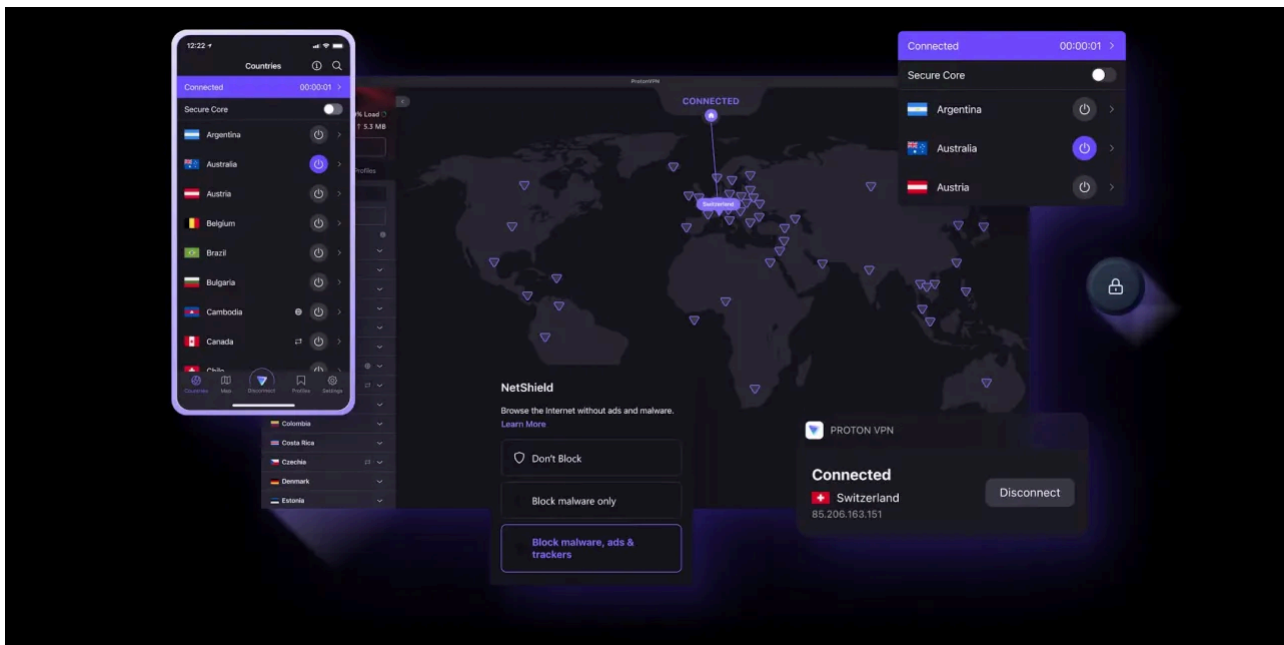 12:22
Countries
Connected 00:00:01
Secure Core
Argentina
Australia
Austria
Belgium
Brazil
Bulgaria
Cambodia
Canada
Chile
Countries Map Disconnect Profiles Settings
ProtonVPN
% Load
5.3 MB
Profiles
Colombia
Costa Rica
Czechia
Denmark
Estonia
CONNECTED
Switzerland
NetShield
Browse the Internet without ads and malware.
Learn More
Don't Block
Block malware only
Block malware, ads &
trackers
Connected 00:00:01
Secure Core
Argentina
Australia
Austria
PROTON VPN
Connected
Switzerland
Disconnect
85.206.163.151